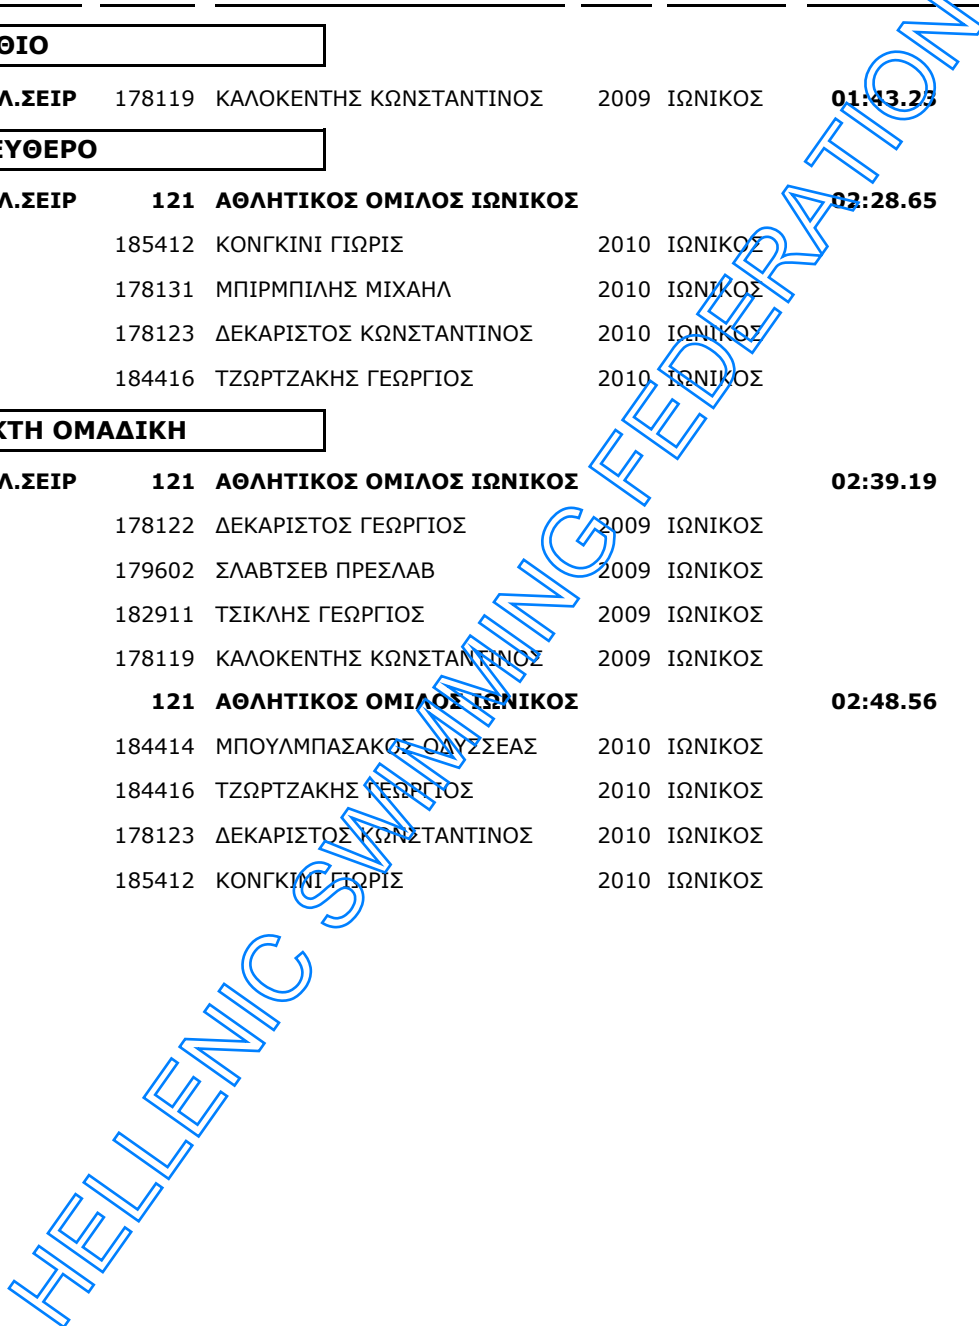 ΘΙΟ
Λ.ΣΕΙΡ 178119 ΚΑΛΟΚΕΝΤΗΣ ΚΩΝΣΤΑΝΤΙΝΟΣ 2009 ΙΩΝΙΚΟΣ 01:43.23
ΕΥΘΕΡΟ
Λ.ΣΕΙΡ 121 ΑΘΛΗΤΙΚΟΣ ΟΜΙΛΟΣ ΙΩΝΙΚΟΣ 02:28.65
185412 ΚΟΝΓΚΙΝΙ ΓΙΩΡΙΣ 2010 ΙΩΝΙΚΟΣ
178131 ΜΠΙΡΜΠΙΛΗΣ ΜΙΧΑΗΛ 2010 ΙΩΝΙΚΟΣ
178123 ΔΕΚΑΡΙΣΤΟΣ ΚΩΝΣΤΑΝΤΙΝΟΣ 2010 ΙΩΝΙΚΟΣ
184416 ΤΖΩΡΤΖΑΚΗΣ ΓΕΩΡΓΙΟΣ 2010 ΙΩΝΙΚΟΣ
ΚΤΗ ΟΜΑΔΙΚΗ
Λ.ΣΕΙΡ 121 ΑΘΛΗΤΙΚΟΣ ΟΜΙΛΟΣ ΙΩΝΙΚΟΣ 02:39.19
178122 ΔΕΚΑΡΙΣΤΟΣ ΓΕΩΡΓΙΟΣ 2009 ΙΩΝΙΚΟΣ
179602 ΣΛΑΒΤΣΕΒ ΠΡΕΣΛΑΒ 2009 ΙΩΝΙΚΟΣ
182911 ΤΣΙΚΛΗΣ ΓΕΩΡΓΙΟΣ 2009 ΙΩΝΙΚΟΣ
178119 ΚΑΛΟΚΕΝΤΗΣ ΚΩΝΣΤΑΝΤΙΝΟΣ 2009 ΙΩΝΙΚΟΣ
121 ΑΘΛΗΤΙΚΟΣ ΟΜΙΛΟΣ ΙΩΝΙΚΟΣ 02:48.56
184414 ΜΠΟΥΛΜΠΑΣΑΚΟΣ ΟΔΥΣΣΕΑΣ 2010 ΙΩΝΙΚΟΣ
184416 ΤΖΩΡΤΖΑΚΗΣ ΓΕΩΡΓΙΟΣ 2010 ΙΩΝΙΚΟΣ
178123 ΔΕΚΑΡΙΣΤΟΣ ΚΩΝΣΤΑΝΤΙΝΟΣ 2010 ΙΩΝΙΚΟΣ
185412 ΚΟΝΓΚΙΝΙ ΓΙΩΡΙΣ 2010 ΙΩΝΙΚΟΣ
HELLENIC SWIMMING FEDERATION